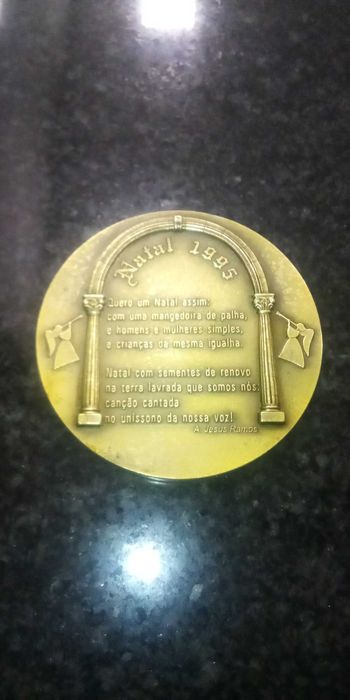 Natal 1995
Quero um Natal assim:
com uma mangedoira de palha,
e homens e mulheres simples,
e crianças da mesma igualha.
Natal com sementes de renovo
na terra lavrada que somos nós:
canção cantada
no uníssono da nossa voz!
A. Jesus Ramos